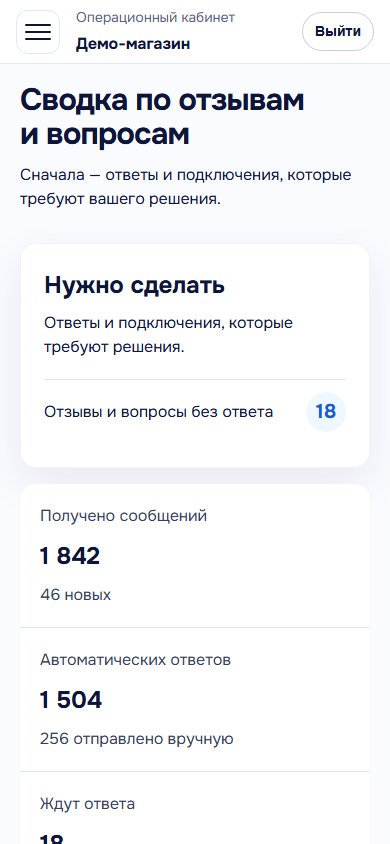 Операционный кабинет
Демо-магазин
Выйти
Сводка по отзывам
и вопросам
Сначала — ответы и подключения, которые
требуют вашего решения.
Нужно сделать
Ответы и подключения, которые
требуют решения.
Отзывы и вопросы без ответа
18
Получено сообщений
1 842
46 новых
Автоматических ответов
1 504
256 отправлено вручную
Ждут ответа
18